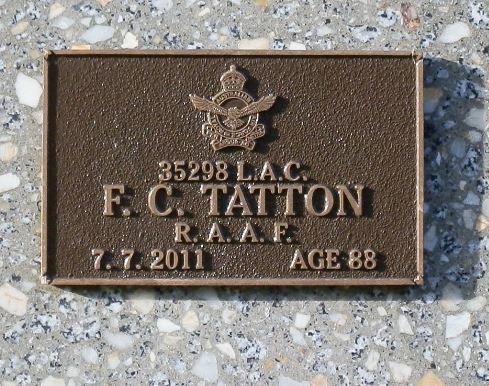 35298 L.A.C.
F. C. TATTON
R. A. A. F.
7. 7. 2011 AGE 88